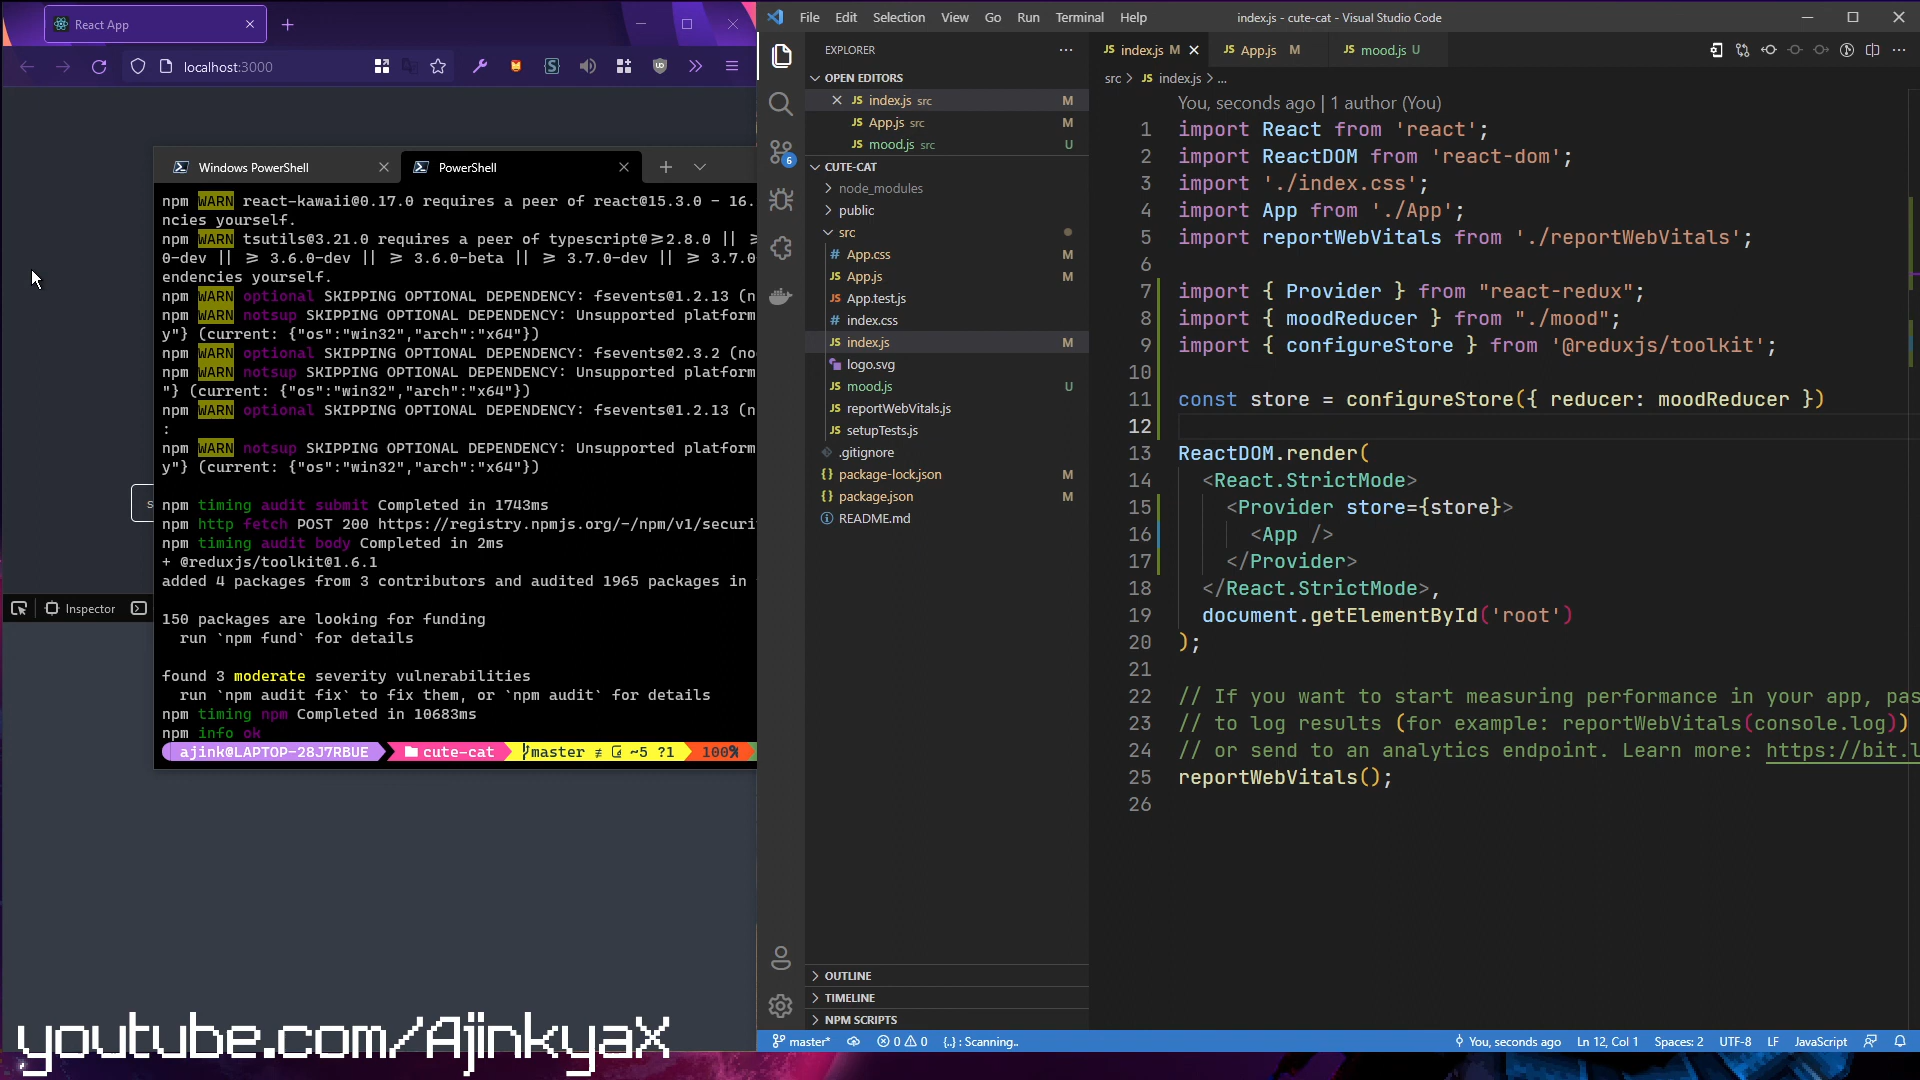 React App
localhost:3000
Windows PowerShell
PowerShell
npm WARN react-kawaii@0.17.0 requires a peer of react@15.3.0 - 16.
ncies yourself.
npm WARN tsutils@3.21.0 requires a peer of typescript@>=2.8.0 ||
0-dev || >= 3.6.0-dev || >= 3.6.0-beta || >= 3.7.0-dev || >= 3.7.0
endencies yourself.
npm WARN optional SKIPPING OPTIONAL DEPENDENCY: fsevents@1.2.13 (n
npm WARN notsup SKIPPING OPTIONAL DEPENDENCY: Unsupported platform
y"} (current: {"os":"win32","arch":"x64"})
npm WARN optional SKIPPING OPTIONAL DEPENDENCY: fsevents@2.3.2 (no
npm WARN notsup SKIPPING OPTIONAL DEPENDENCY: Unsupported platform
"} (current: {"os":"win32","arch":"x64"})
npm WARN optional SKIPPING OPTIONAL DEPENDENCY: fsevents@1.2.13 (n
:
npm WARN notsup SKIPPING OPTIONAL DEPENDENCY: Unsupported platform
y"} (current: {"os":"win32","arch":"x64"})
npm timing audit submit Completed in 1743ms
npm http fetch POST 200 https://registry.npmjs.org/-/npm/v1/securi
npm timing audit body Completed in 2ms
+ @reduxjs/toolkit@1.6.1
added 4 packages from 3 contributors and audited 1965 packages in
150 packages are looking for funding
run `npm fund` for details
found 3 moderate severity vulnerabilities
run `npm audit fix` to fix them, or `npm audit` for details
npm timing npm Completed in 10683ms
npm info ok
ajink@LAPTOP-28J7RBUE cute-cat master ≢ ~5 ?1 100%
s
Inspector
youtube.com/AjinkyaX
File Edit Selection View Go Run Terminal Help
index.js - cute-cat - Visual Studio Code
EXPLORER
OPEN EDITORS
JS index.js src M
JS App.js src M
JS mood.js src U
CUTE-CAT
node_modules
public
src
# App.css M
JS App.js M
JS App.test.js
# index.css
JS index.js M
logo.svg
JS mood.js U
JS reportWebVitals.js
JS setupTests.js
.gitignore
{} package-lock.json M
{} package.json M
README.md
6
OUTLINE
TIMELINE
NPM SCRIPTS
JS index.js M
JS App.js M
JS mood.js U
src > JS index.js > ...
You, seconds ago | 1 author (You)
1 import React from 'react';
2 import ReactDOM from 'react-dom';
3 import './index.css';
4 import App from './App';
5 import reportWebVitals from './reportWebVitals';
6
7 import { Provider } from "react-redux";
8 import { moodReducer } from "./mood";
9 import { configureStore } from '@reduxjs/toolkit';
10
11 const store = configureStore({ reducer: moodReducer })
12
13 ReactDOM.render(
14 <React.StrictMode>
15 <Provider store={store}>
16 <App />
17 </Provider>
18 </React.StrictMode>,
19 document.getElementById('root')
20 );
21
22 // If you want to start measuring performance in your app, pas
23 // to log results (for example: reportWebVitals(console.log))
24 // or send to an analytics endpoint. Learn more: https://bit.l
25 reportWebVitals();
26
master* 0 0 {..} : Scanning..
You, seconds ago Ln 12, Col 1 Spaces: 2 UTF-8 LF JavaScript